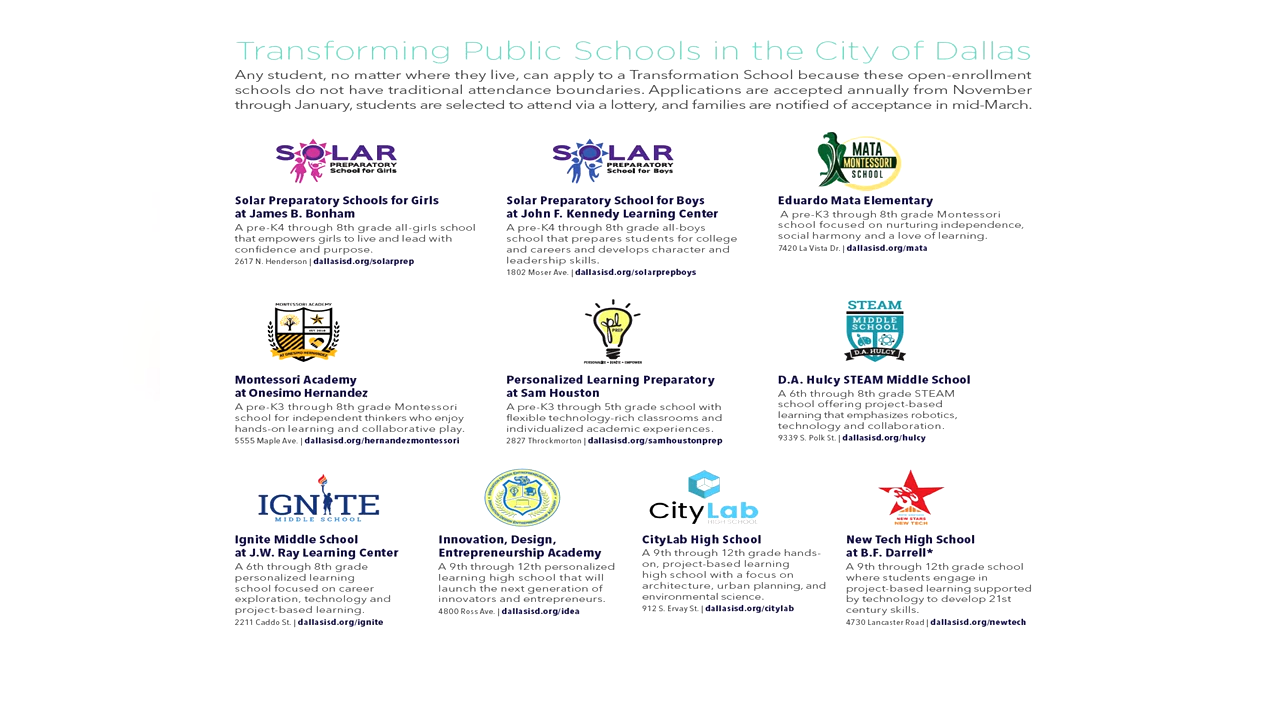 Transforming Public Schools in the City of Dallas
Any student, no matter where they live, can apply to a Transformation School because these open-enrollment
schools do not have traditional attendance boundaries. Applications are accepted annually from November
through January, students are selected to attend via a lottery, and families are notified of acceptance in mid-March.
SOLAR
PREPARATORY
School for Girls
Solar Preparatory Schools for Girls
at James B. Bonham
A pre-K4 through 8th grade all-girls school
that empowers girls to live and lead with
confidence and purpose.
2617 N. Henderson | dallasisd.org/solarprep
SOLAR
PREPARATORY
School for Boys
Solar Preparatory School for Boys
at John F. Kennedy Learning Center
A pre-K4 through 8th grade all-boys
school that prepares students for college
and careers and develops character and
leadership skills.
1802 Moser Ave. | dallasisd.org/solarprepboys
MATA
MONTESSORI
SCHOOL
Eduardo Mata Elementary
A pre-K3 through 8th grade Montessori
school focused on nurturing independence,
social harmony and a love of learning.
7420 La Vista Dr. | dallasisd.org/mata
MONTESSORI ACADEMY
AT ONESIMO HERNANDEZ
Montessori Academy
at Onesimo Hernandez
A pre-K3 through 8th grade Montessori
school for independent thinkers who enjoy
hands-on learning and collaborative play.
5555 Maple Ave. | dallasisd.org/hernandezmontessori
pl
PREP
PERSONALIZE • IGNITE • EMPOWER
Personalized Learning Preparatory
at Sam Houston
A pre-K3 through 5th grade school with
flexible technology-rich classrooms and
individualized academic experiences.
2827 Throckmorton | dallasisd.org/samhoustonprep
STEAM
MIDDLE
SCHOOL
D.A. HULCY
D.A. Hulcy STEAM Middle School
A 6th through 8th grade STEAM
school offering project-based
learning that emphasizes robotics,
technology and collaboration.
9339 S. Polk St. | dallasisd.org/hulcy
IGNITE
MIDDLE SCHOOL
Ignite Middle School
at J.W. Ray Learning Center
A 6th through 8th grade
personalized learning
school focused on career
exploration, technology and
project-based learning.
2211 Caddo St. | dallasisd.org/ignite
Innovation, Design,
Entrepreneurship Academy
A 9th through 12th personalized
learning high school that will
launch the next generation of
innovators and entrepreneurs.
4800 Ross Ave. | dallasisd.org/idea
CityLab
HIGH SCHOOL
CityLab High School
A 9th through 12th grade hands-
on, project-based learning
high school with a focus on
architecture, urban planning, and
environmental science.
912 S. Ervay St. | dallasisd.org/citylab
NEW STARS
NEW TECH
New Tech High School
at B.F. Darrell*
A 9th through 12th grade school
where students engage in
project-based learning supported
by technology to develop 21st
century skills.
4730 Lancaster Road | dallasisd.org/newtech